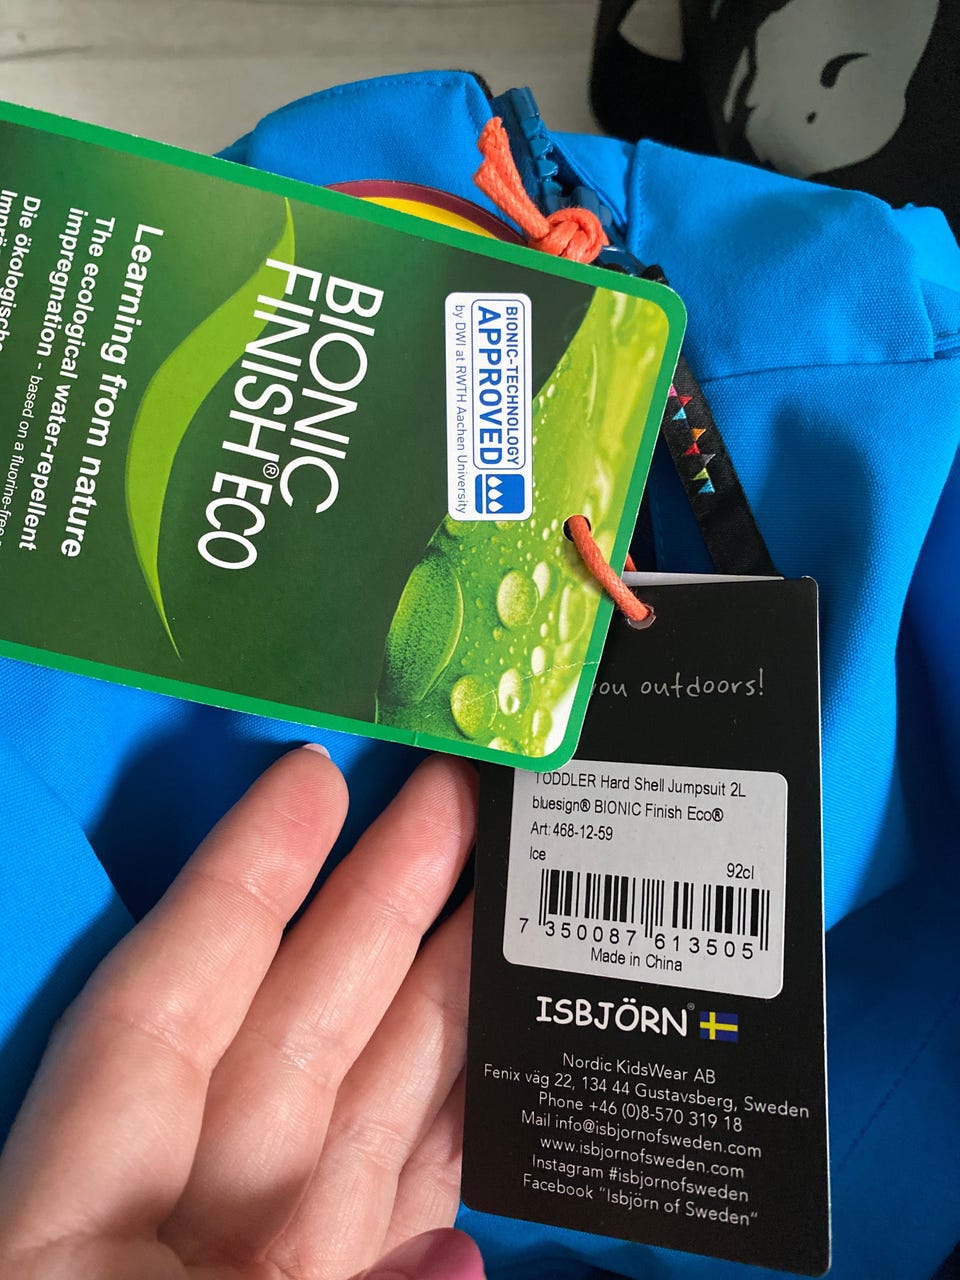 BIONIC-TECHNOLOGY
APPROVED
by DWI at RWTH Aachen University
BIONIC
FINISH®ECO
Learning from nature
The ecological water-repellent
impregnation - based on a fluorine-free
Die ökologische
you outdoors!
TODDLER Hard Shell Jumpsuit 2L
bluesign® BIONIC Finish Eco®
Art: 468-12-59
Ice
92cl
7 350087 613505
Made in China
ISBJÖRN®
Nordic KidsWear AB
Fenix väg 22, 134 44 Gustavsberg, Sweden
Phone +46 (0)8-570 319 18
Mail info@isbjornofsweden.com
www.isbjornofsweden.com
Instagram #isbjornofsweden
Facebook "Isbjörn of Sweden"